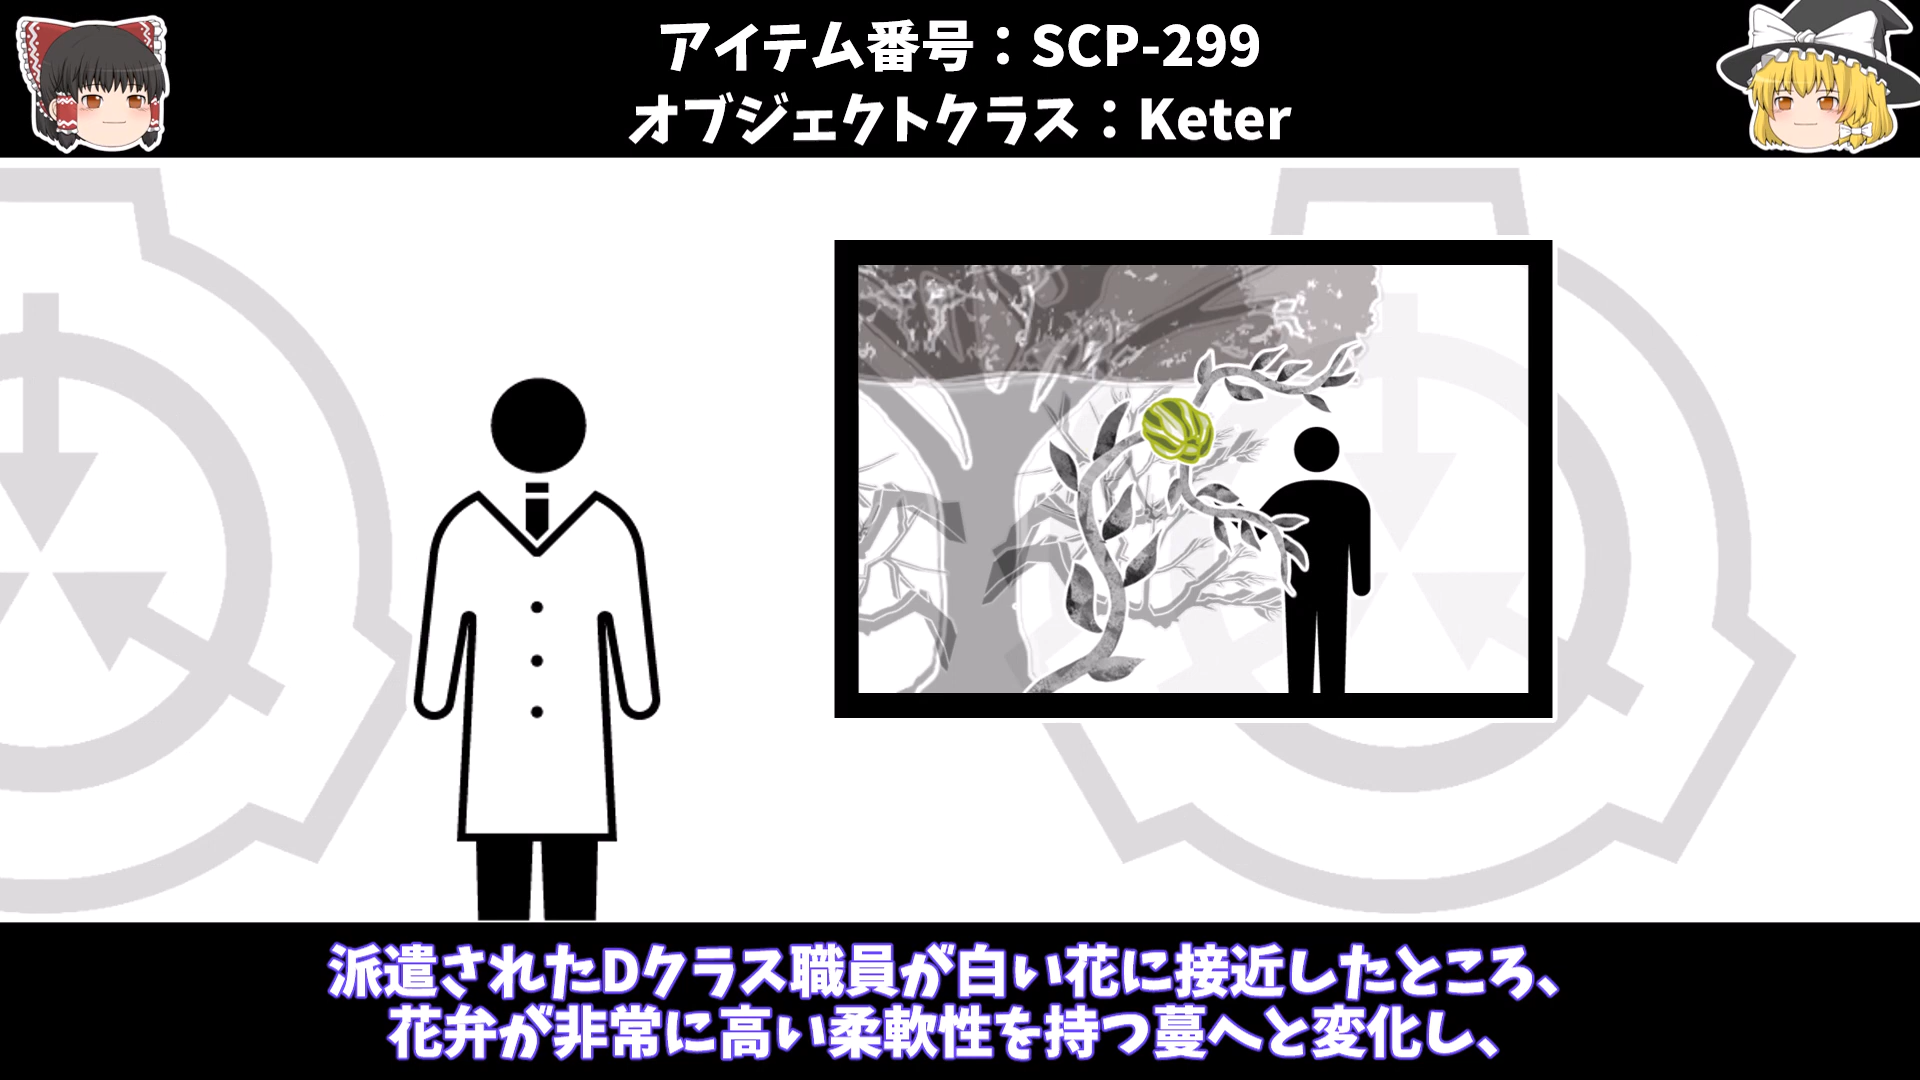 アイテム番号：SCP-299
オブジェクトクラス：Keter
派遣されたDクラス職員が白い花に接近したところ、
花弁が非常に高い柔軟性を持つ蔓へと変化し、